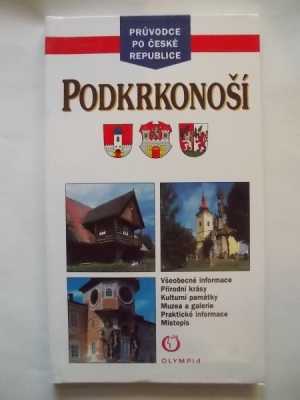 PRŮVODCE
PO ČESKÉ
REPUBLICE
PODKRKONOŠÍ
Všeobecné informace
Přírodní krásy
Kulturní památky
Muzea a galerie
Praktické informace
Místopis
OLYMPIA